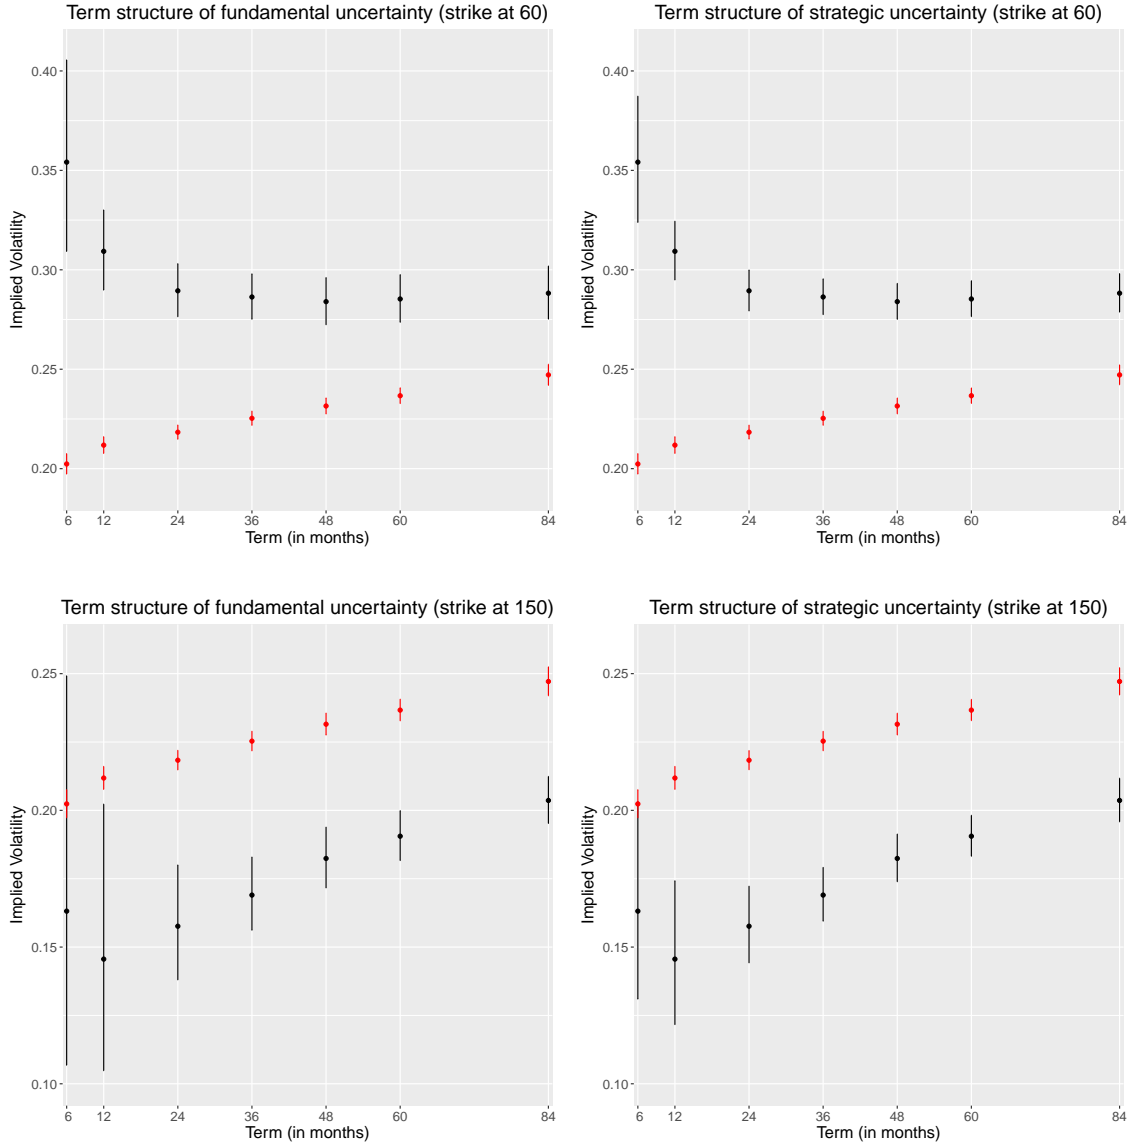 Term structure of fundamental uncertainty (strike at 60)
Implied Volatility
0.40
0.35
0.30
0.25
0.20
6 12 24 36 48 60 84
Term (in months)
Term structure of strategic uncertainty (strike at 60)
Implied Volatility
0.40
0.35
0.30
0.25
0.20
6 12 24 36 48 60 84
Term (in months)
Term structure of fundamental uncertainty (strike at 150)
Implied Volatility
0.25
0.20
0.15
0.10
6 12 24 36 48 60 84
Term (in months)
Term structure of strategic uncertainty (strike at 150)
Implied Volatility
0.25
0.20
0.15
0.10
6 12 24 36 48 60 84
Term (in months)